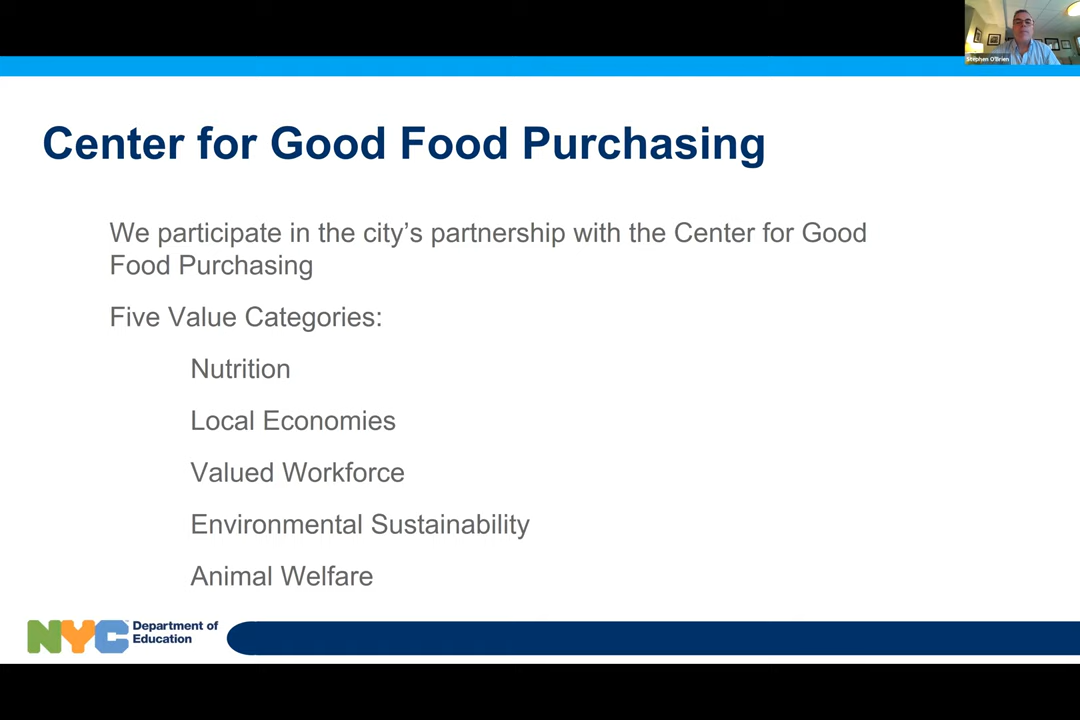 Stephen O'Brien
Center for Good Food Purchasing
We participate in the city’s partnership with the Center for Good
Food Purchasing
Five Value Categories:
Nutrition
Local Economies
Valued Workforce
Environmental Sustainability
Animal Welfare
NYC Department of
Education